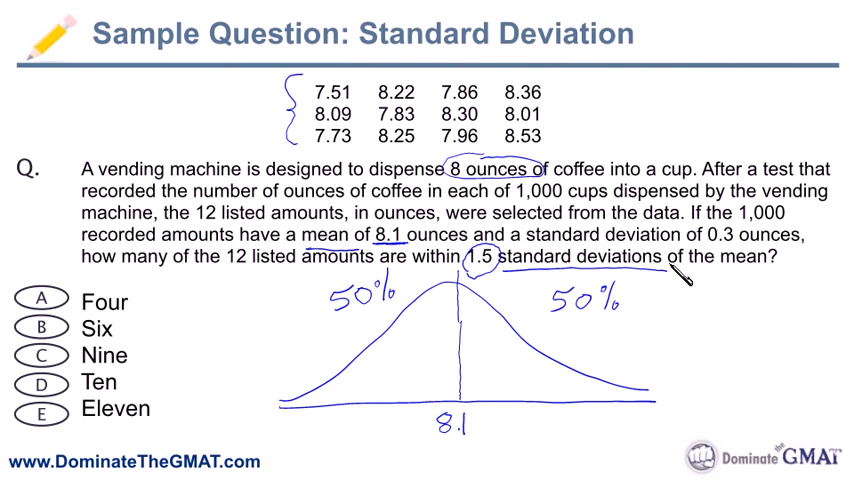 Sample Question: Standard Deviation
7.51 8.22 7.86 8.36
8.09 7.83 8.30 8.01
7.73 8.25 7.96 8.53
Q. A vending machine is designed to dispense 8 ounces of coffee into a cup. After a test that
recorded the number of ounces of coffee in each of 1,000 cups dispensed by the vending
machine, the 12 listed amounts, in ounces, were selected from the data. If the 1,000
recorded amounts have a mean of 8.1 ounces and a standard deviation of 0.3 ounces,
how many of the 12 listed amounts are within 1.5 standard deviations of the mean?
50% 50%
A Four
B Six
C Nine
D Ten
E Eleven
8.1
www.DominateTheGMAT.com
Dominate the GMAT